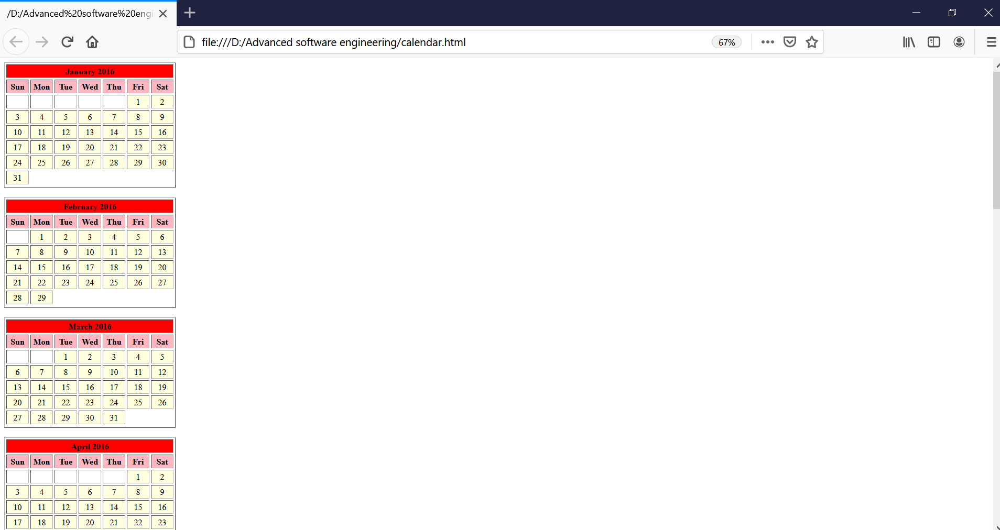 /D:/Advanced%20software%20engi
file:///D:/Advanced software engineering/calendar.html 67%
January 2016
Sun Mon Tue Wed Thu Fri Sat
1 2
3 4 5 6 7 8 9
10 11 12 13 14 15 16
17 18 19 20 21 22 23
24 25 26 27 28 29 30
31
February 2016
Sun Mon Tue Wed Thu Fri Sat
1 2 3 4 5 6
7 8 9 10 11 12 13
14 15 16 17 18 19 20
21 22 23 24 25 26 27
28 29
March 2016
Sun Mon Tue Wed Thu Fri Sat
1 2 3 4 5
6 7 8 9 10 11 12
13 14 15 16 17 18 19
20 21 22 23 24 25 26
27 28 29 30 31
April 2016
Sun Mon Tue Wed Thu Fri Sat
1 2
3 4 5 6 7 8 9
10 11 12 13 14 15 16
17 18 19 20 21 22 23